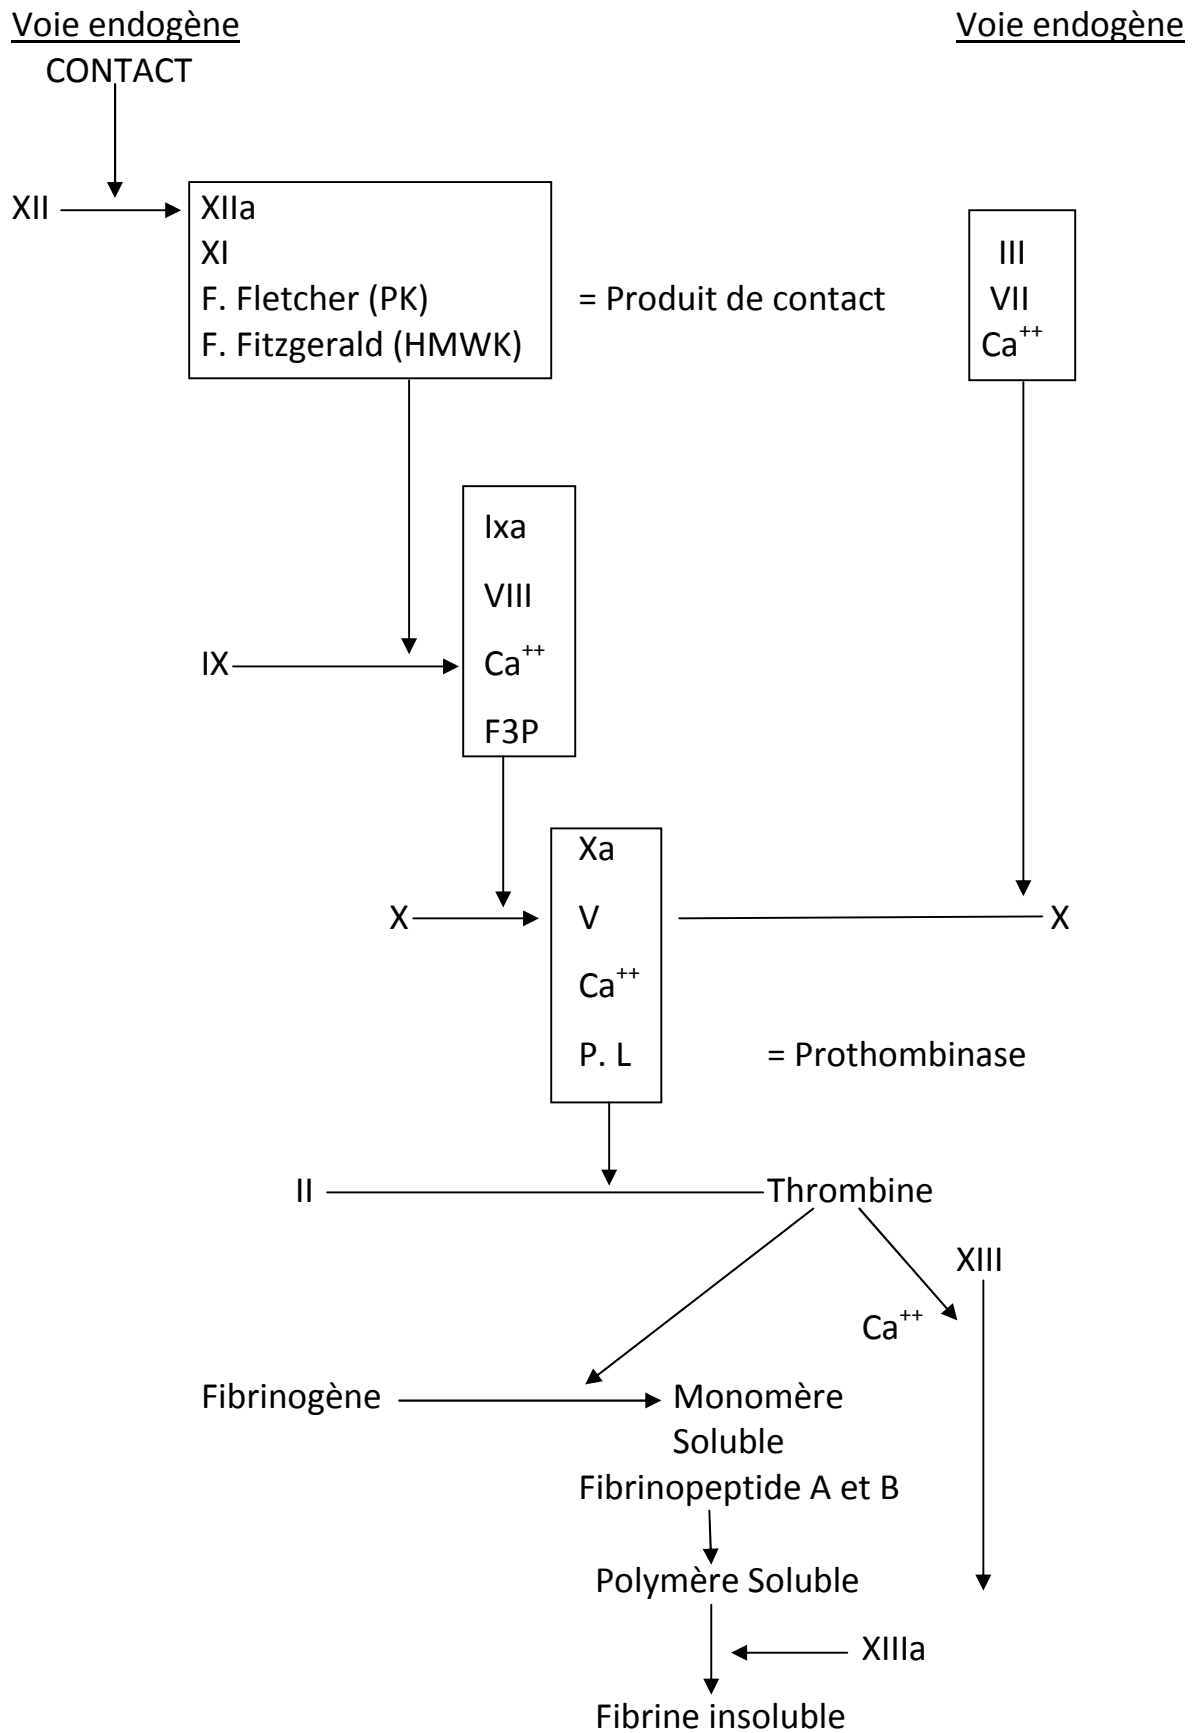 Voie endogène
Voie endogène
CONTACT
XII
XIIa
XI
F. Fletcher (PK)
F. Fitzgerald (HMWK)
= Produit de contact
III
VII
Ca++
IX
Ixa
VIII
Ca++
F3P
X
Xa
V
Ca++
P. L
X
= Prothombinase
II
Thrombine
XIII
Ca++
Fibrinogène
Monomère
Soluble
Fibrinopeptide A et B
Polymère Soluble
XIIIa
Fibrine insoluble